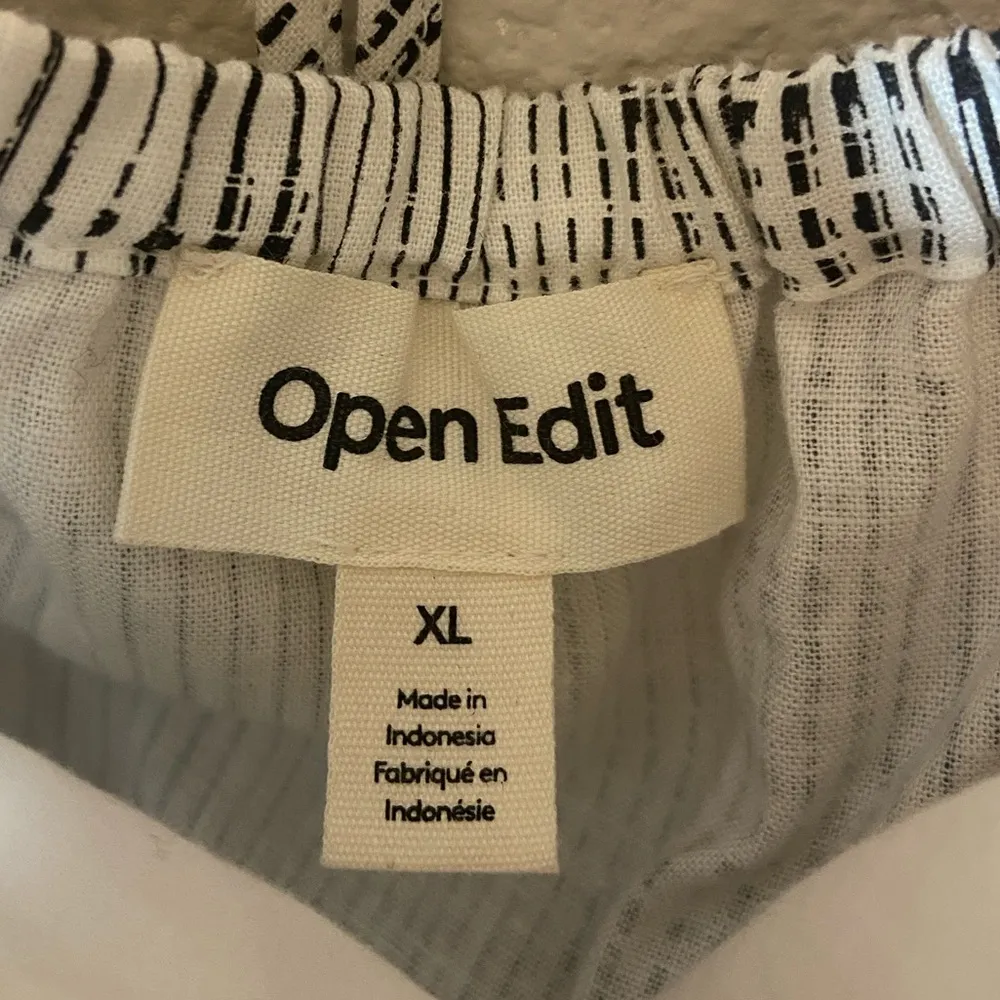 Open Edit
XL
Made in
Indonesia
Fabriqué en
Indonésie